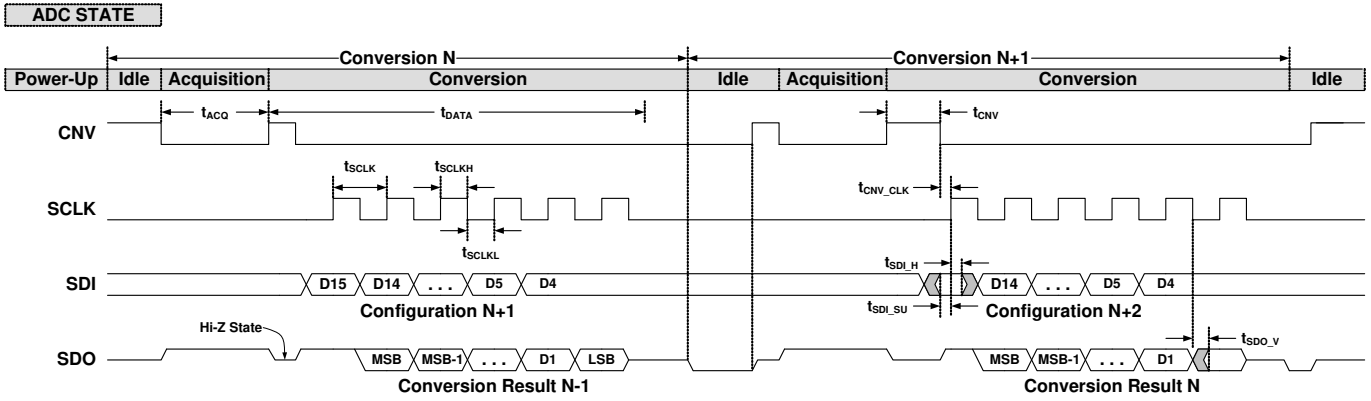 ADC STATE
Conversion N
Conversion N+1
Power-Up Idle Acquisition Conversion Idle Acquisition Conversion Idle
CNV
tACQ
tDATA
tCNV
SCLK
tSCLK
tSCLKH
tSCLKL
tCNV_CLK
SDI
D15 D14 . . . D5 D4
Configuration N+1
tSDI_H
tSDI_SU
D14 . . . D5 D4
Configuration N+2
SDO
Hi-Z State
MSB MSB-1 . . . D1 LSB
Conversion Result N-1
tSDO_V
MSB MSB-1 . . . D1
Conversion Result N